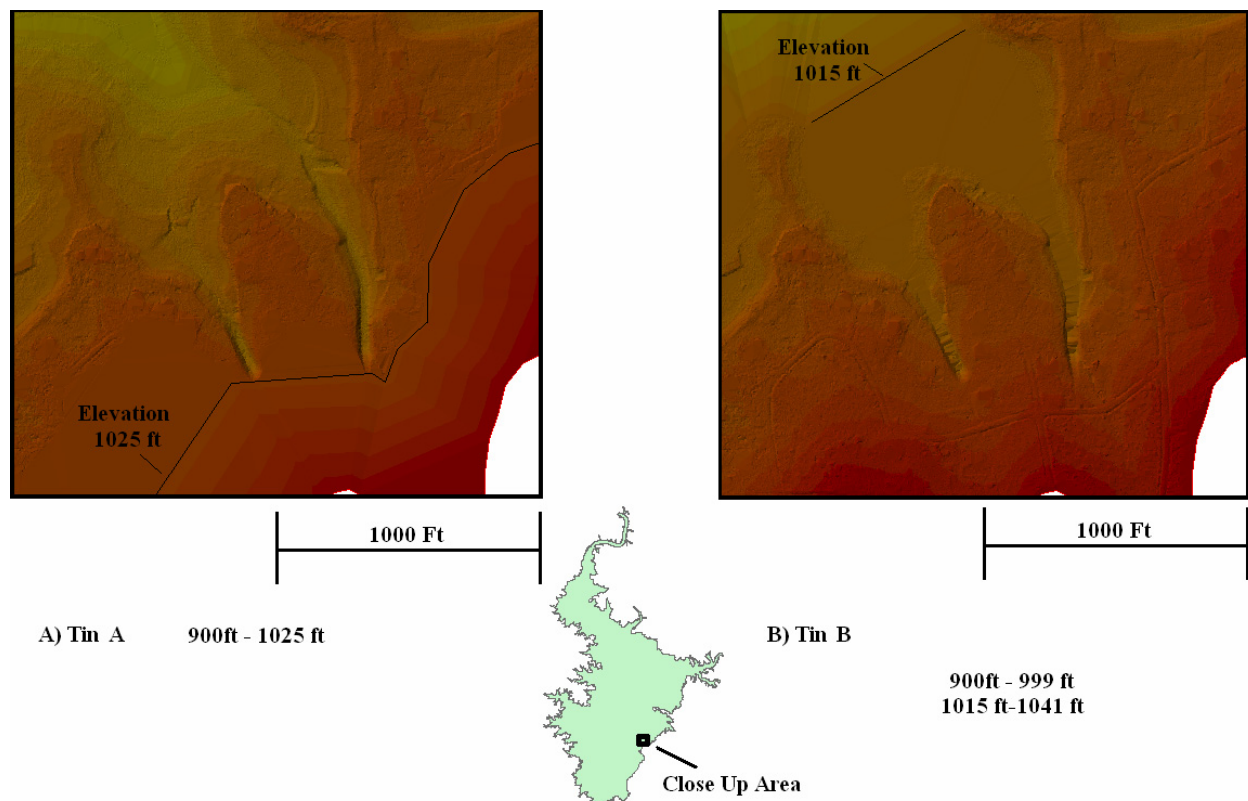 Elevation
1015 ft
Elevation
1025 ft
1000 Ft
1000 Ft
A) Tin A 900ft - 1025 ft
B) Tin B
900ft - 999 ft
1015 ft-1041 ft
Close Up Area